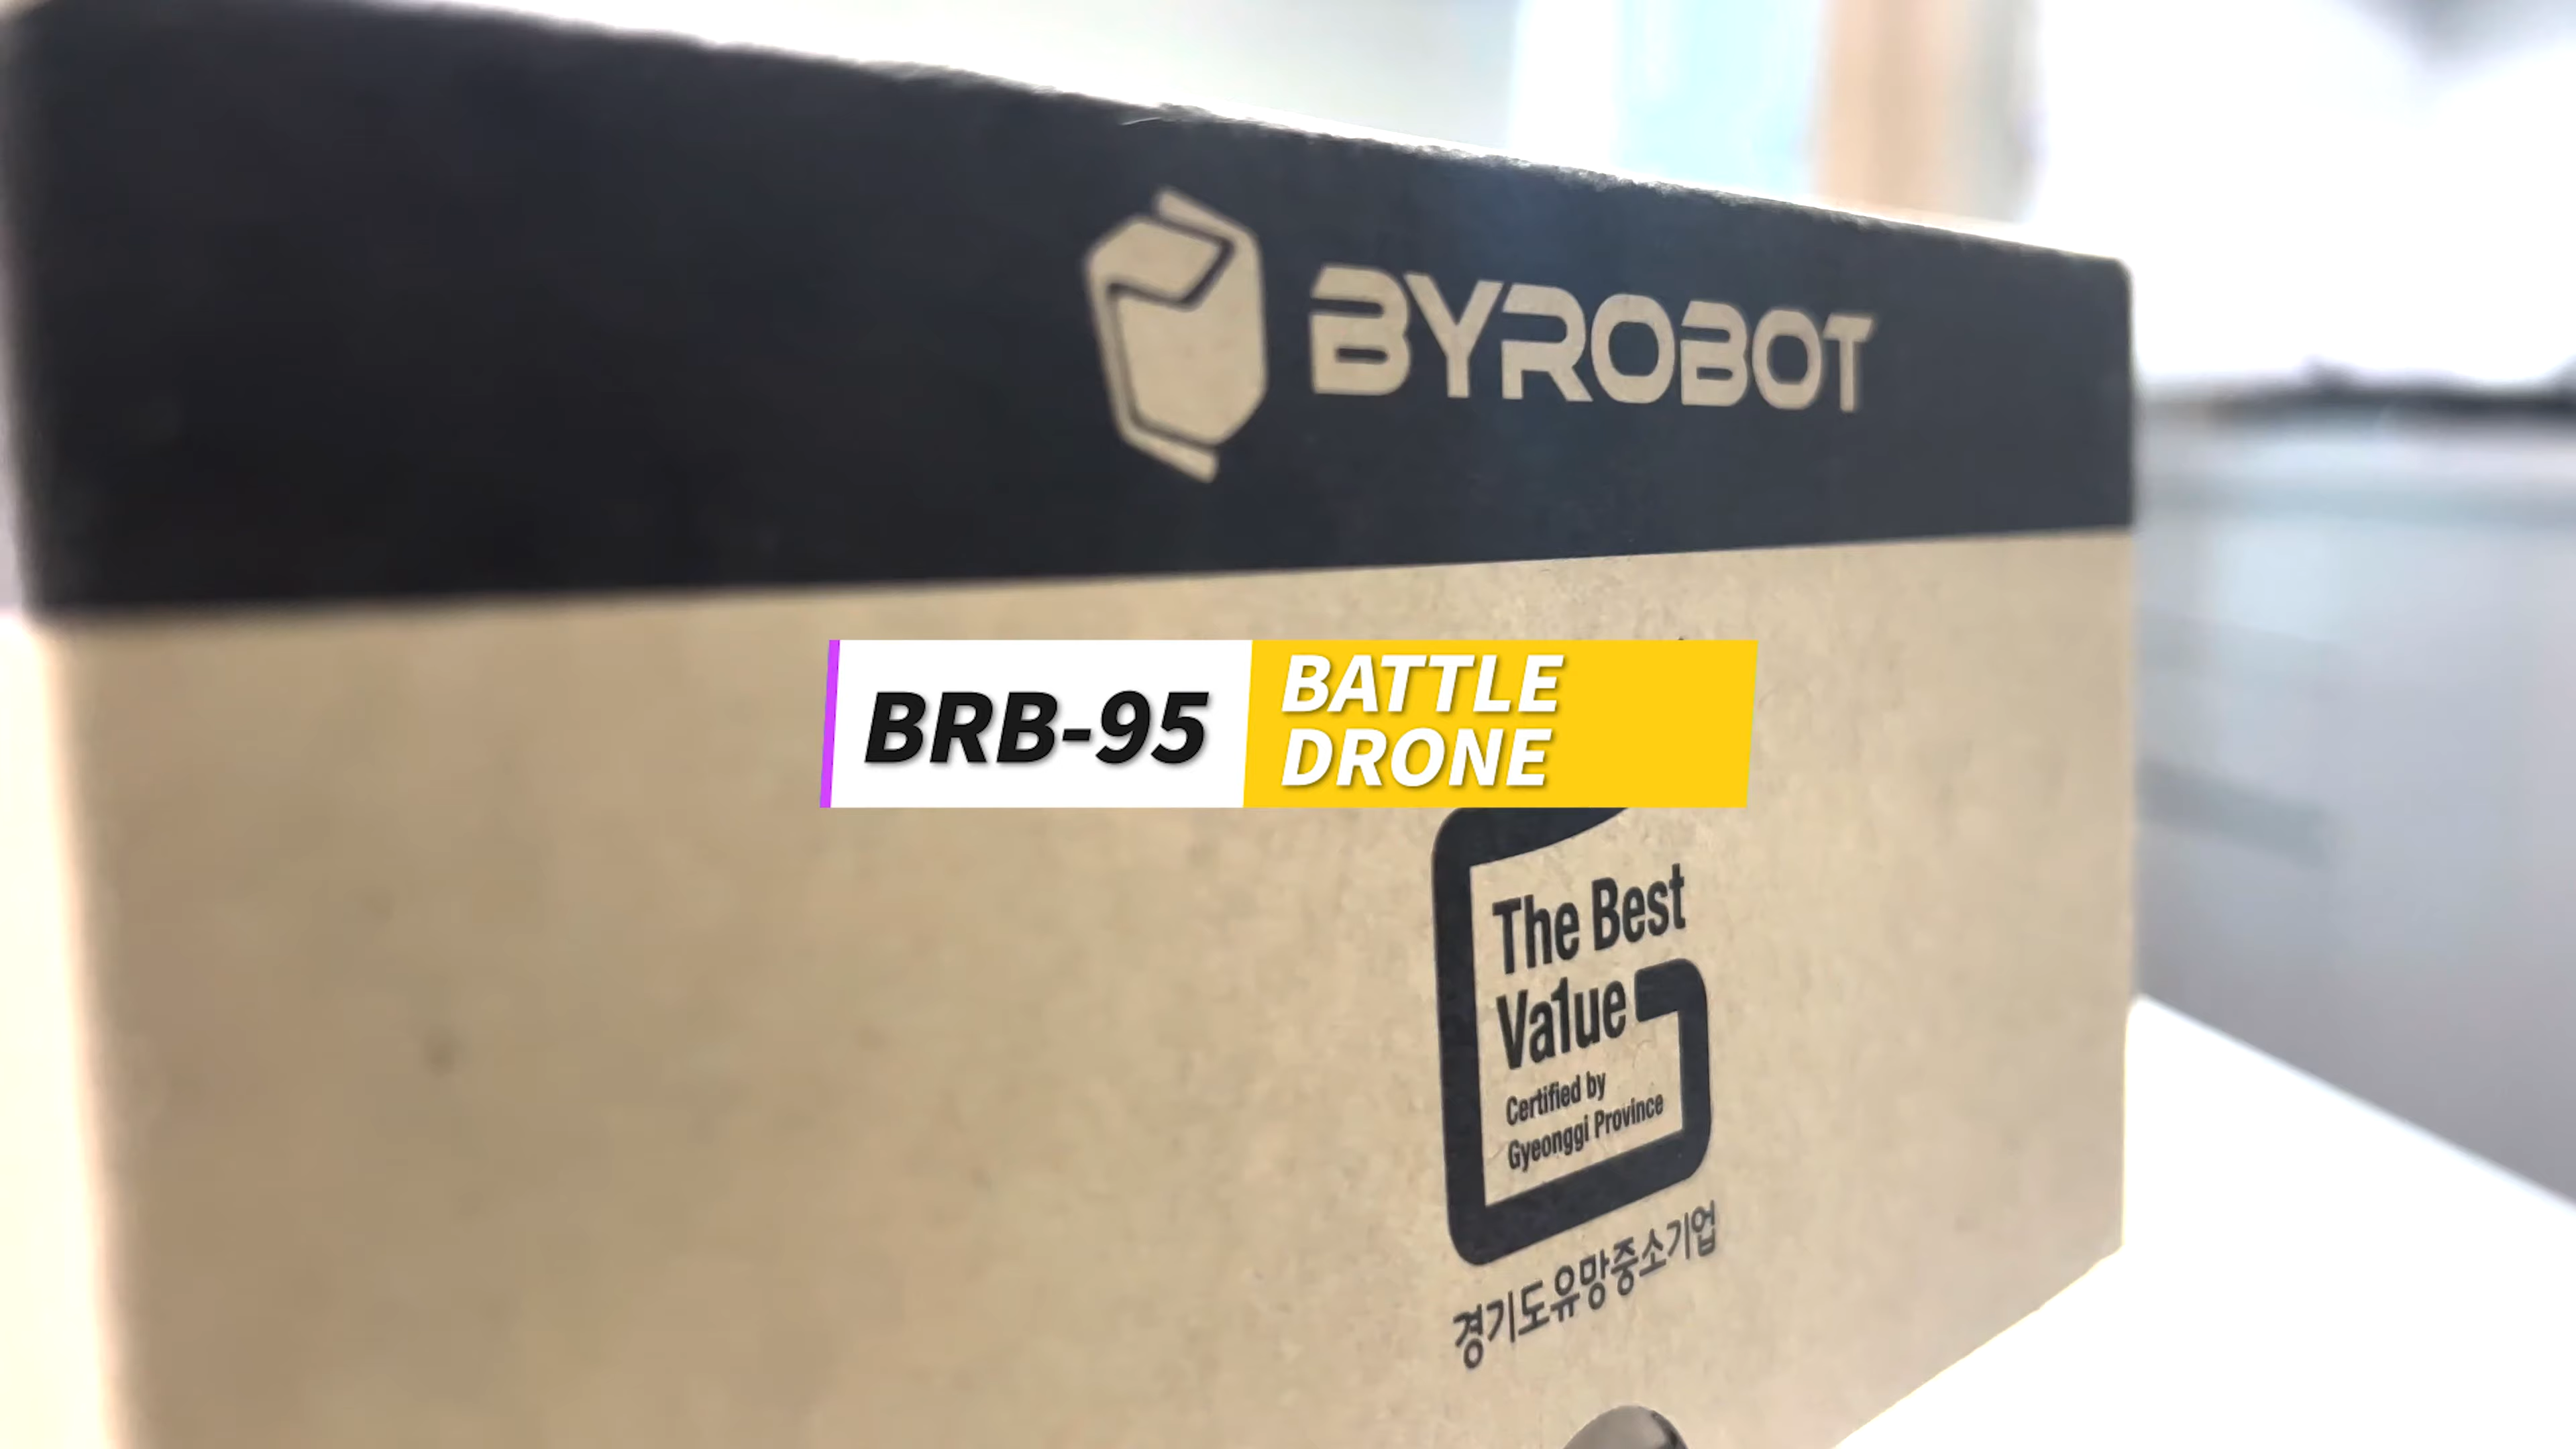 BYROBOT
BRB-95
BATTLE
DRONE
The Best
Va1ue
Certified by
Gyeonggi Province
경기도유망중소기업